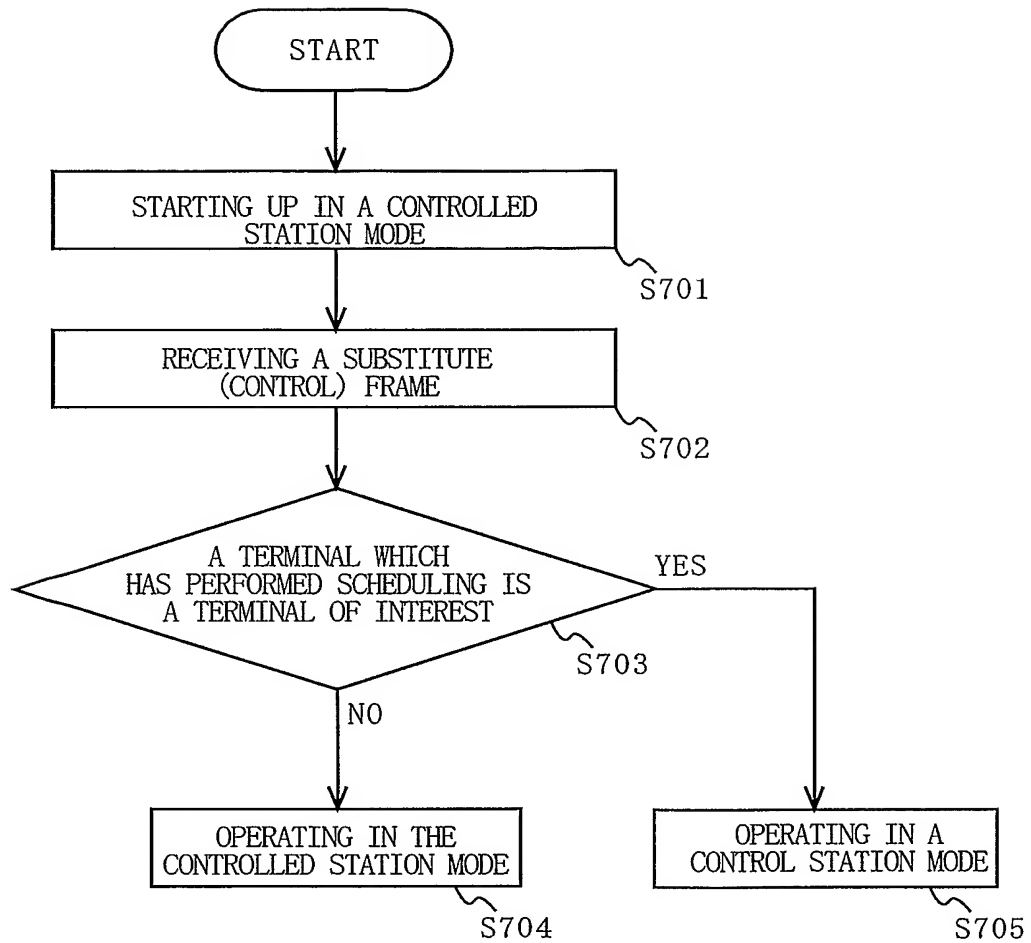 START
STARTING UP IN A CONTROLLED
STATION MODE
S701
RECEIVING A SUBSTITUTE
(CONTROL) FRAME
S702
A TERMINAL WHICH
HAS PERFORMED SCHEDULING IS
A TERMINAL OF INTEREST
YES
S703
NO
OPERATING IN THE
CONTROLLED STATION MODE
S704
OPERATING IN A
CONTROL STATION MODE
S705